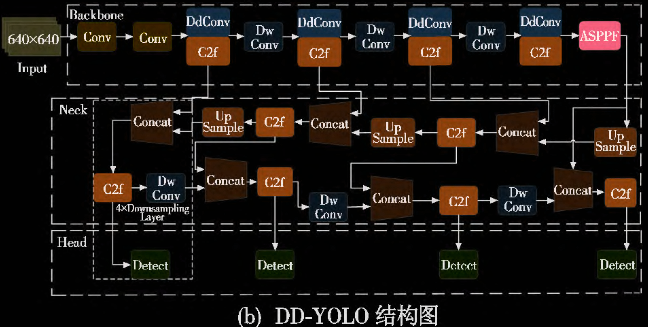 Backbone
640×640
Input
Conv
Conv
DdConv
C2f
Dw
Conv
DdConv
C2f
Dw
Conv
DdConv
C2f
Dw
Conv
DdConv
C2f
ASPPF
Neck
Concat
Up
Sample
C2f
Concat
Up
Sample
C2f
Concat
Up
Sample
C2f
Dw
Conv
4×Downsampling
Layer
Concat
C2f
Dw
Conv
Concat
C2f
Dw
Conv
Concat
C2f
Head
Detect
Detect
Detect
Detect
(b) DD-YOLO 结构图